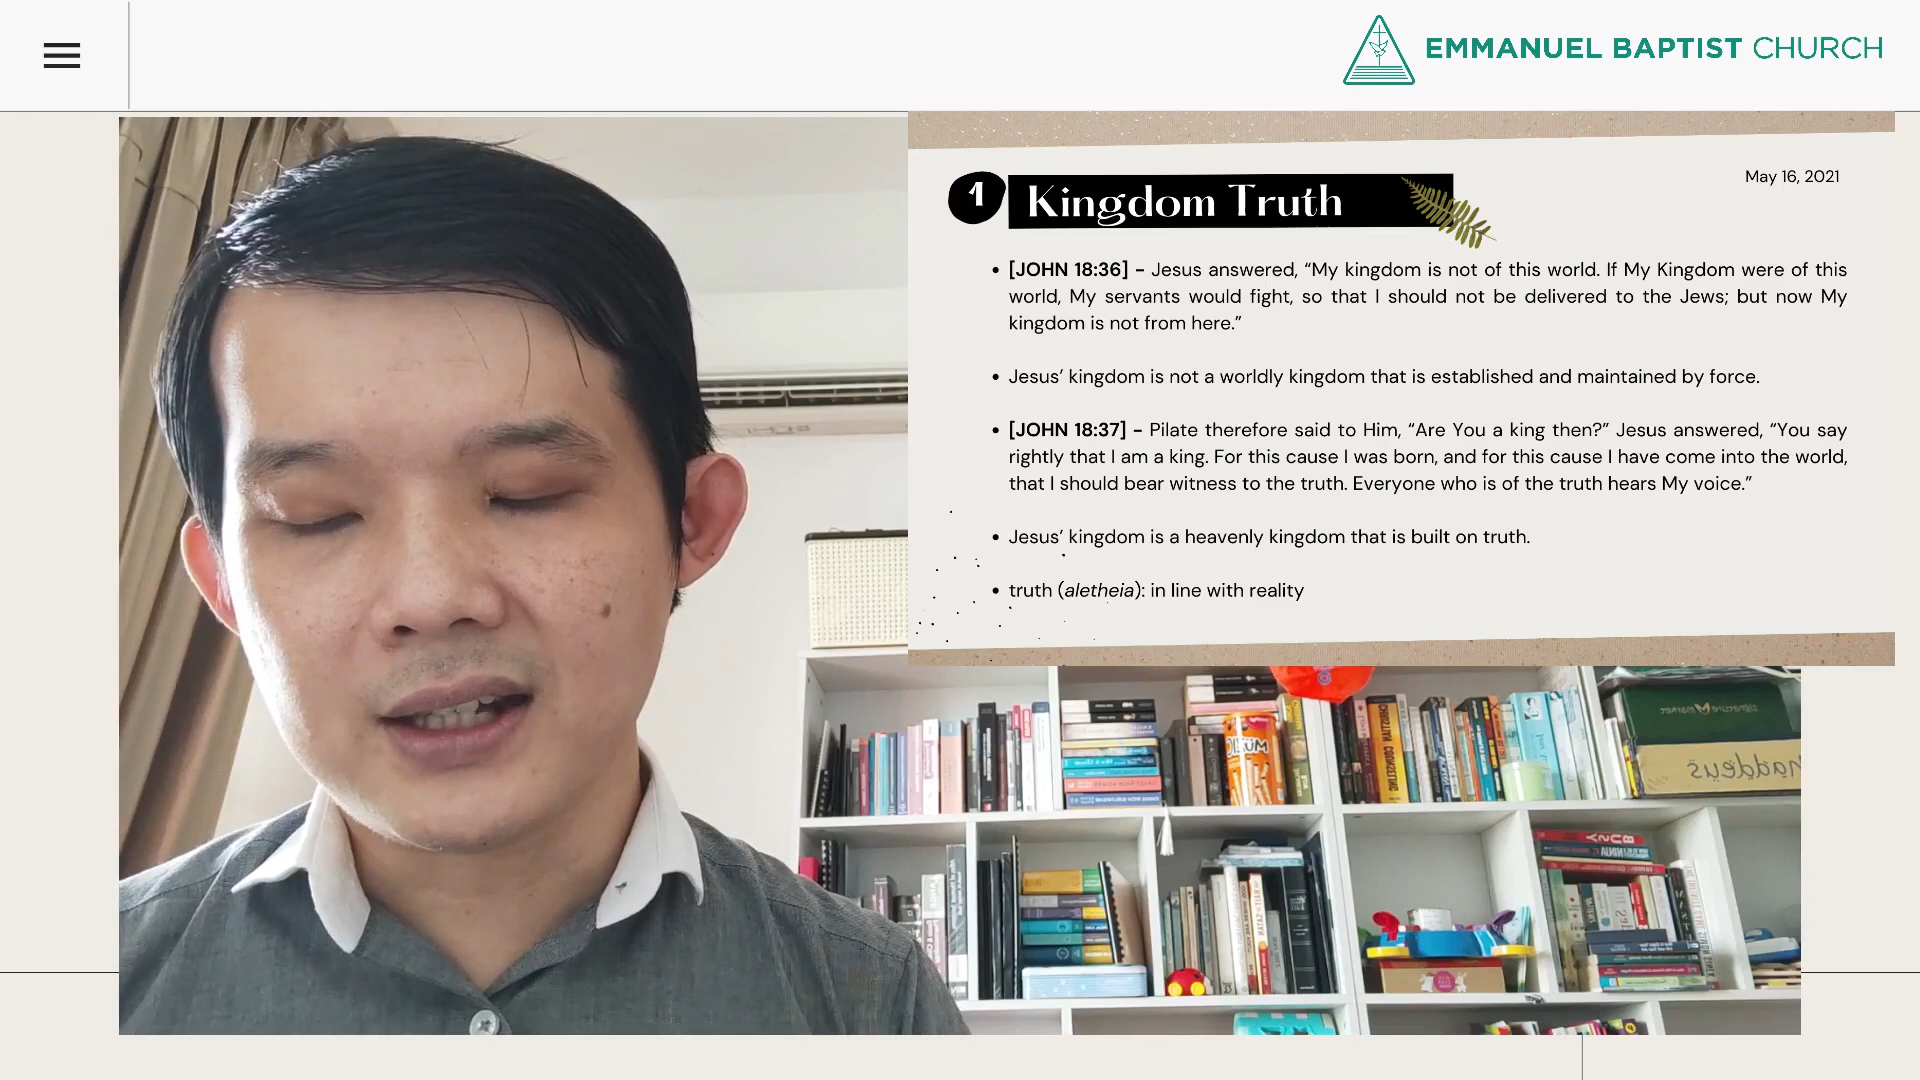 EMMANUEL BAPTIST CHURCH
May 16, 2021
1 Kingdom Truth
• [JOHN 18:36] - Jesus answered, “My kingdom is not of this world. If My Kingdom were of this
world, My servants would fight, so that I should not be delivered to the Jews; but now My
kingdom is not from here.”
• Jesus’ kingdom is not a worldly kingdom that is established and maintained by force.
• [JOHN 18:37] - Pilate therefore said to Him, “Are You a king then?” Jesus answered, “You say
rightly that I am a king. For this cause I was born, and for this cause I have come into the world,
that I should bear witness to the truth. Everyone who is of the truth hears My voice.”
• Jesus’ kingdom is a heavenly kingdom that is built on truth.
• truth (aletheia): in line with reality
CHRISTIAN COUNSELING
signature market